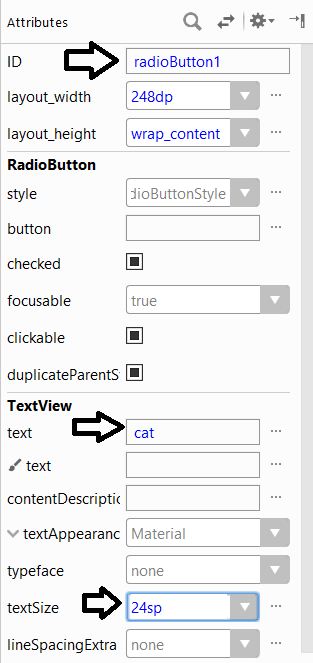 Attributes
ID radioButton1
layout_width 248dp
layout_height wrap_content
RadioButton
style dioButtonStyle
button
checked
focusable true
clickable
duplicateParentS
TextView
text cat
text
contentDescriptio
textAppearanc Material
typeface none
textSize 24sp
lineSpacingExtra none